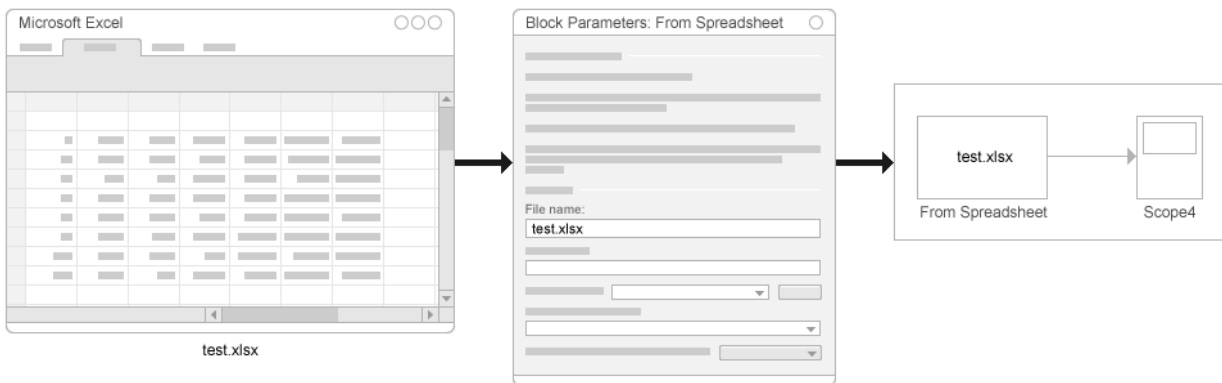 Microsoft Excel
test.xlsx
Block Parameters: From Spreadsheet
File name:
test.xlsx
test.xlsx
From Spreadsheet
Scope4